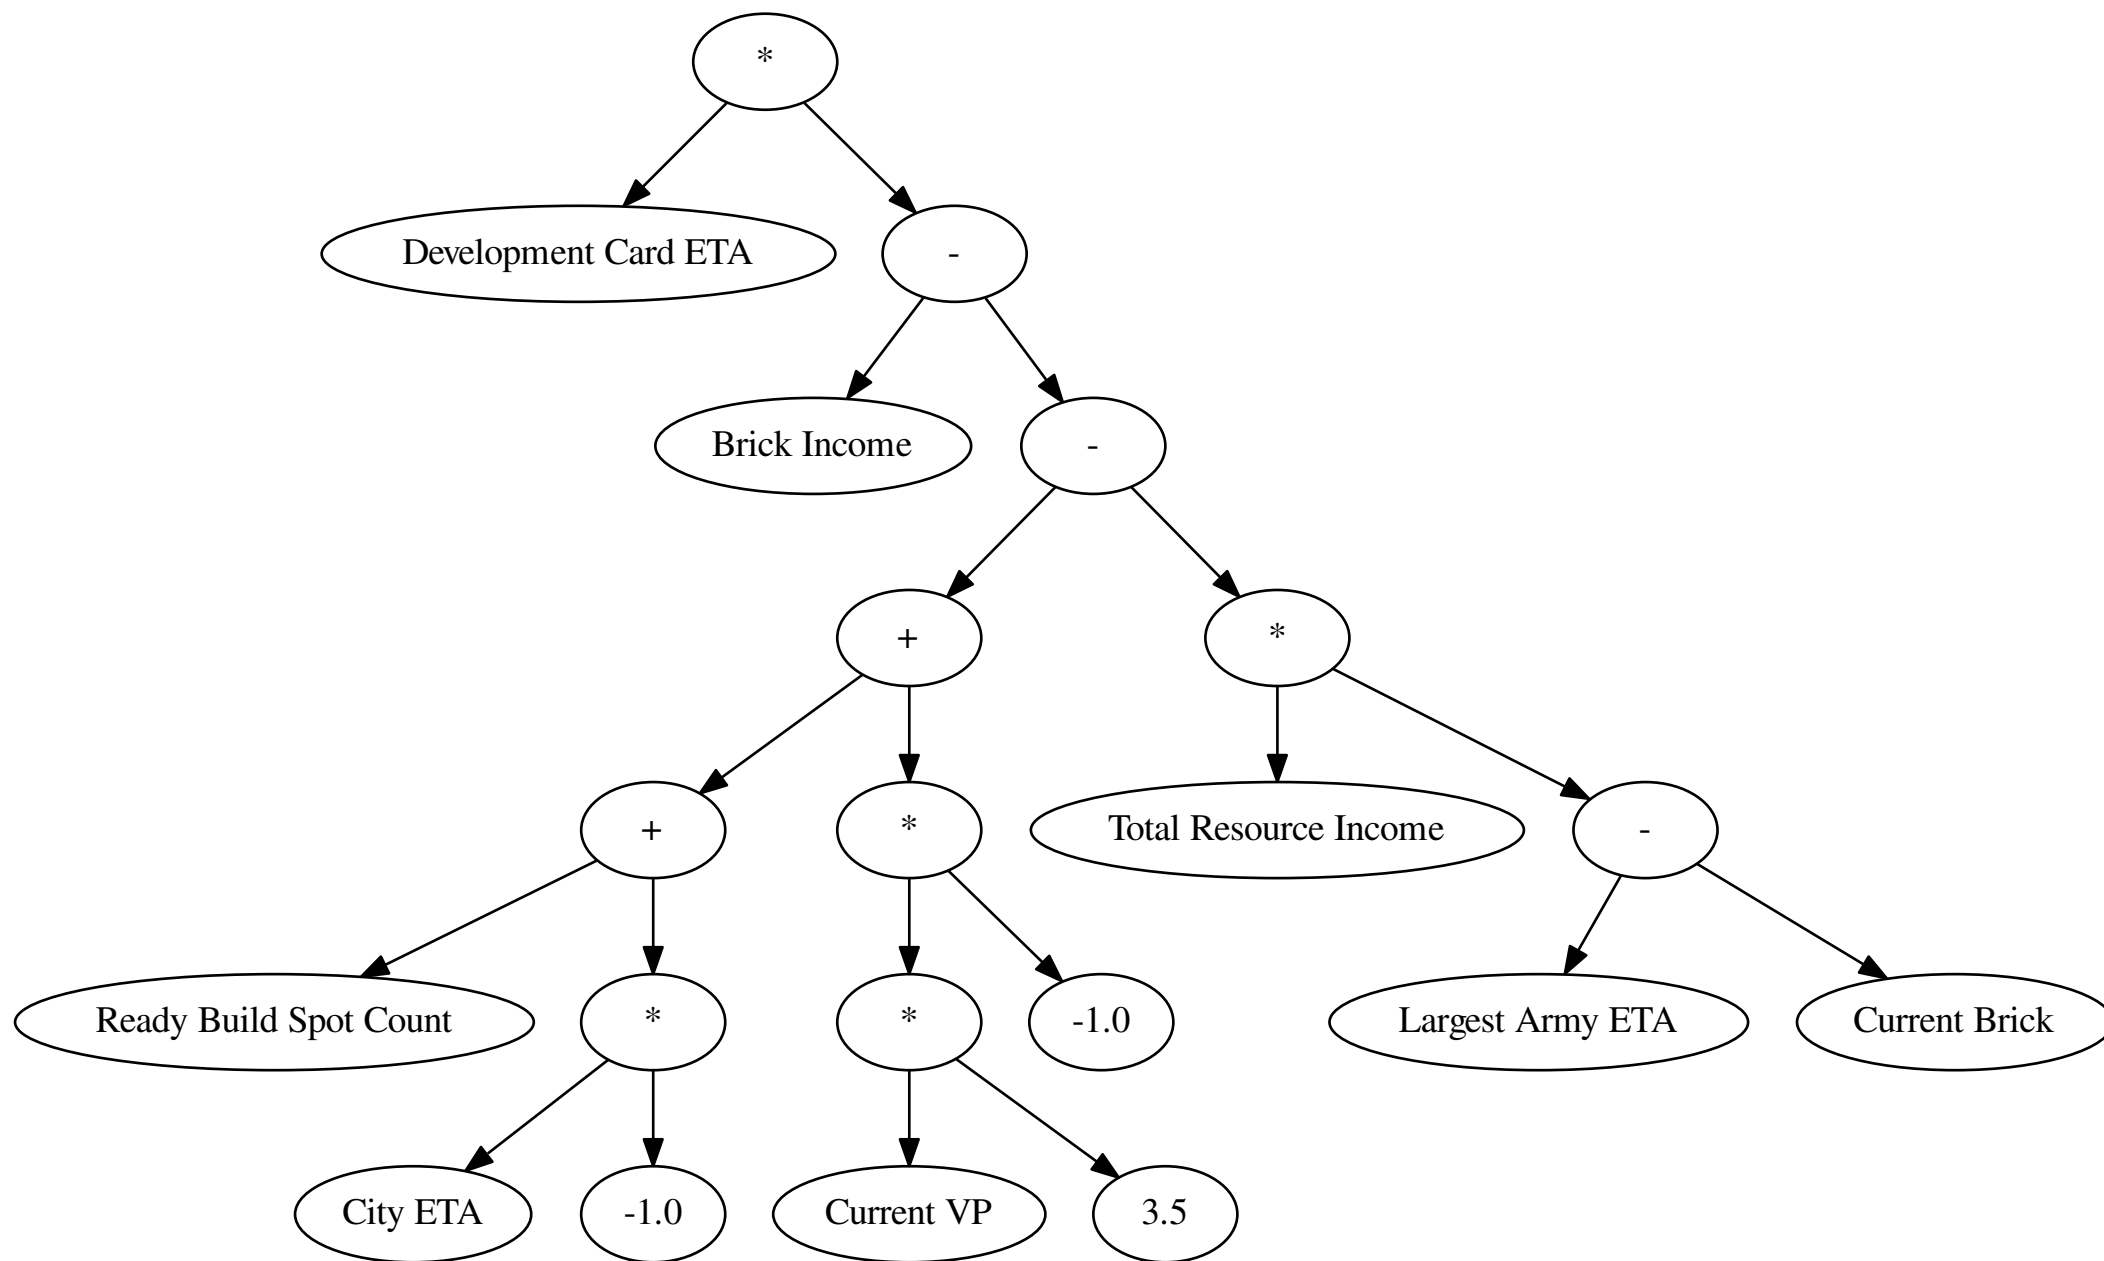 *
Development Card ETA
-
Brick Income
-
+
*
+
*
Total Resource Income
-
Ready Build Spot Count
*
*
-1.0
Largest Army ETA
Current Brick
City ETA
-1.0
Current VP
3.5